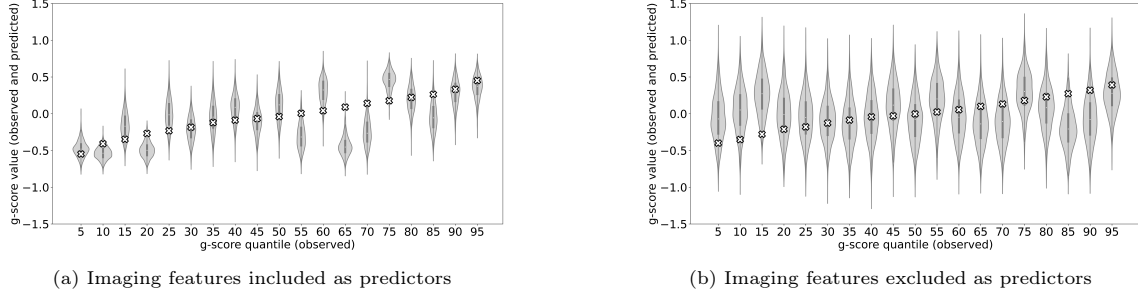 g-score value (observed and predicted)
1.5
1.0
0.5
0.0
−0.5
−1.0
−1.5
5 10 15 20 25 30 35 40 45 50 55 60 65 70 75 80 85 90 95
g-score quantile (observed)
(a) Imaging features included as predictors
g-score value (observed and predicted)
1.5
1.0
0.5
0.0
−0.5
−1.0
−1.5
5 10 15 20 25 30 35 40 45 50 55 60 65 70 75 80 85 90 95
g-score quantile (observed)
(b) Imaging features excluded as predictors